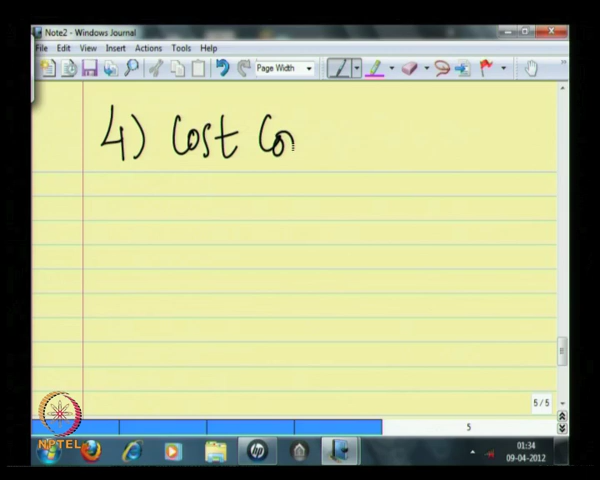 Note2 - Windows Journal
File Edit View Insert Actions Tools Help
Page Width
4) Cost Co
5 / 5
5
NPTEL
hp
01:34
09-04-2012